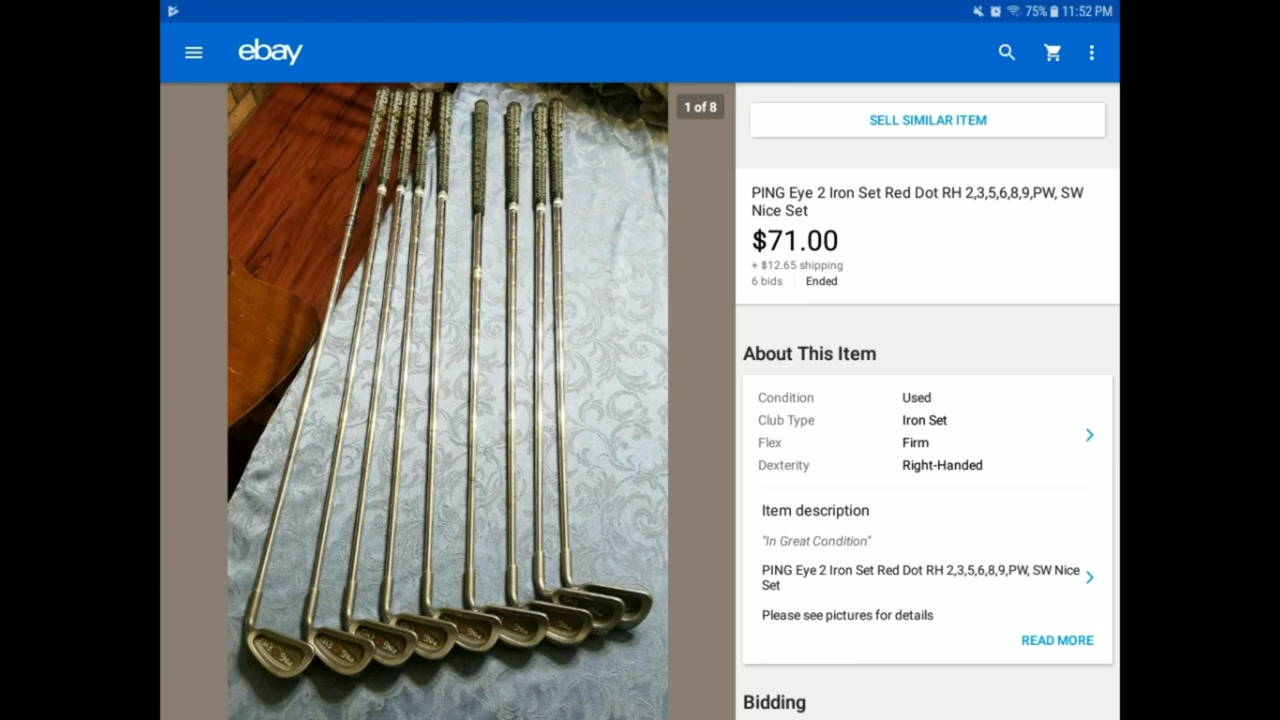 75% 11:52 PM
ebay
1 of 8
SELL SIMILAR ITEM
PING Eye 2 Iron Set Red Dot RH 2,3,5,6,8,9,PW, SW
Nice Set
$71.00
+ $12.65 shipping
6 bids Ended
About This Item
Condition Used
Club Type Iron Set
Flex Firm
Dexterity Right-Handed
Item description
"In Great Condition"
PING Eye 2 Iron Set Red Dot RH 2,3,5,6,8,9,PW, SW Nice
Set
Please see pictures for details
READ MORE
Bidding